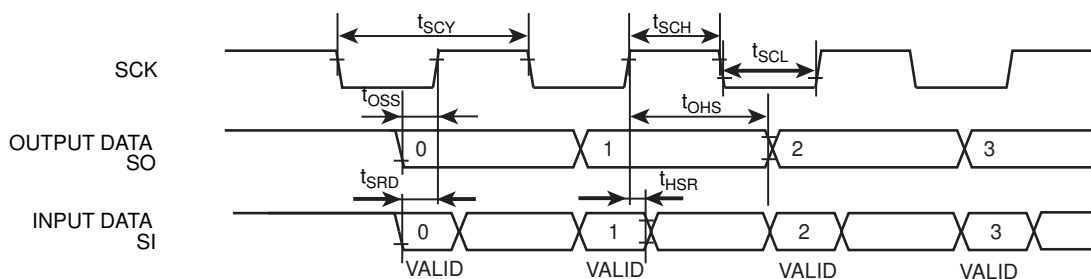 tSCY
tSCH
SCK
tSCL
tOSS
tOHS
OUTPUT DATA
SO
0 1 2 3
tSRD
tHSR
INPUT DATA
SI
0 1 2 3
VALID VALID VALID VALID